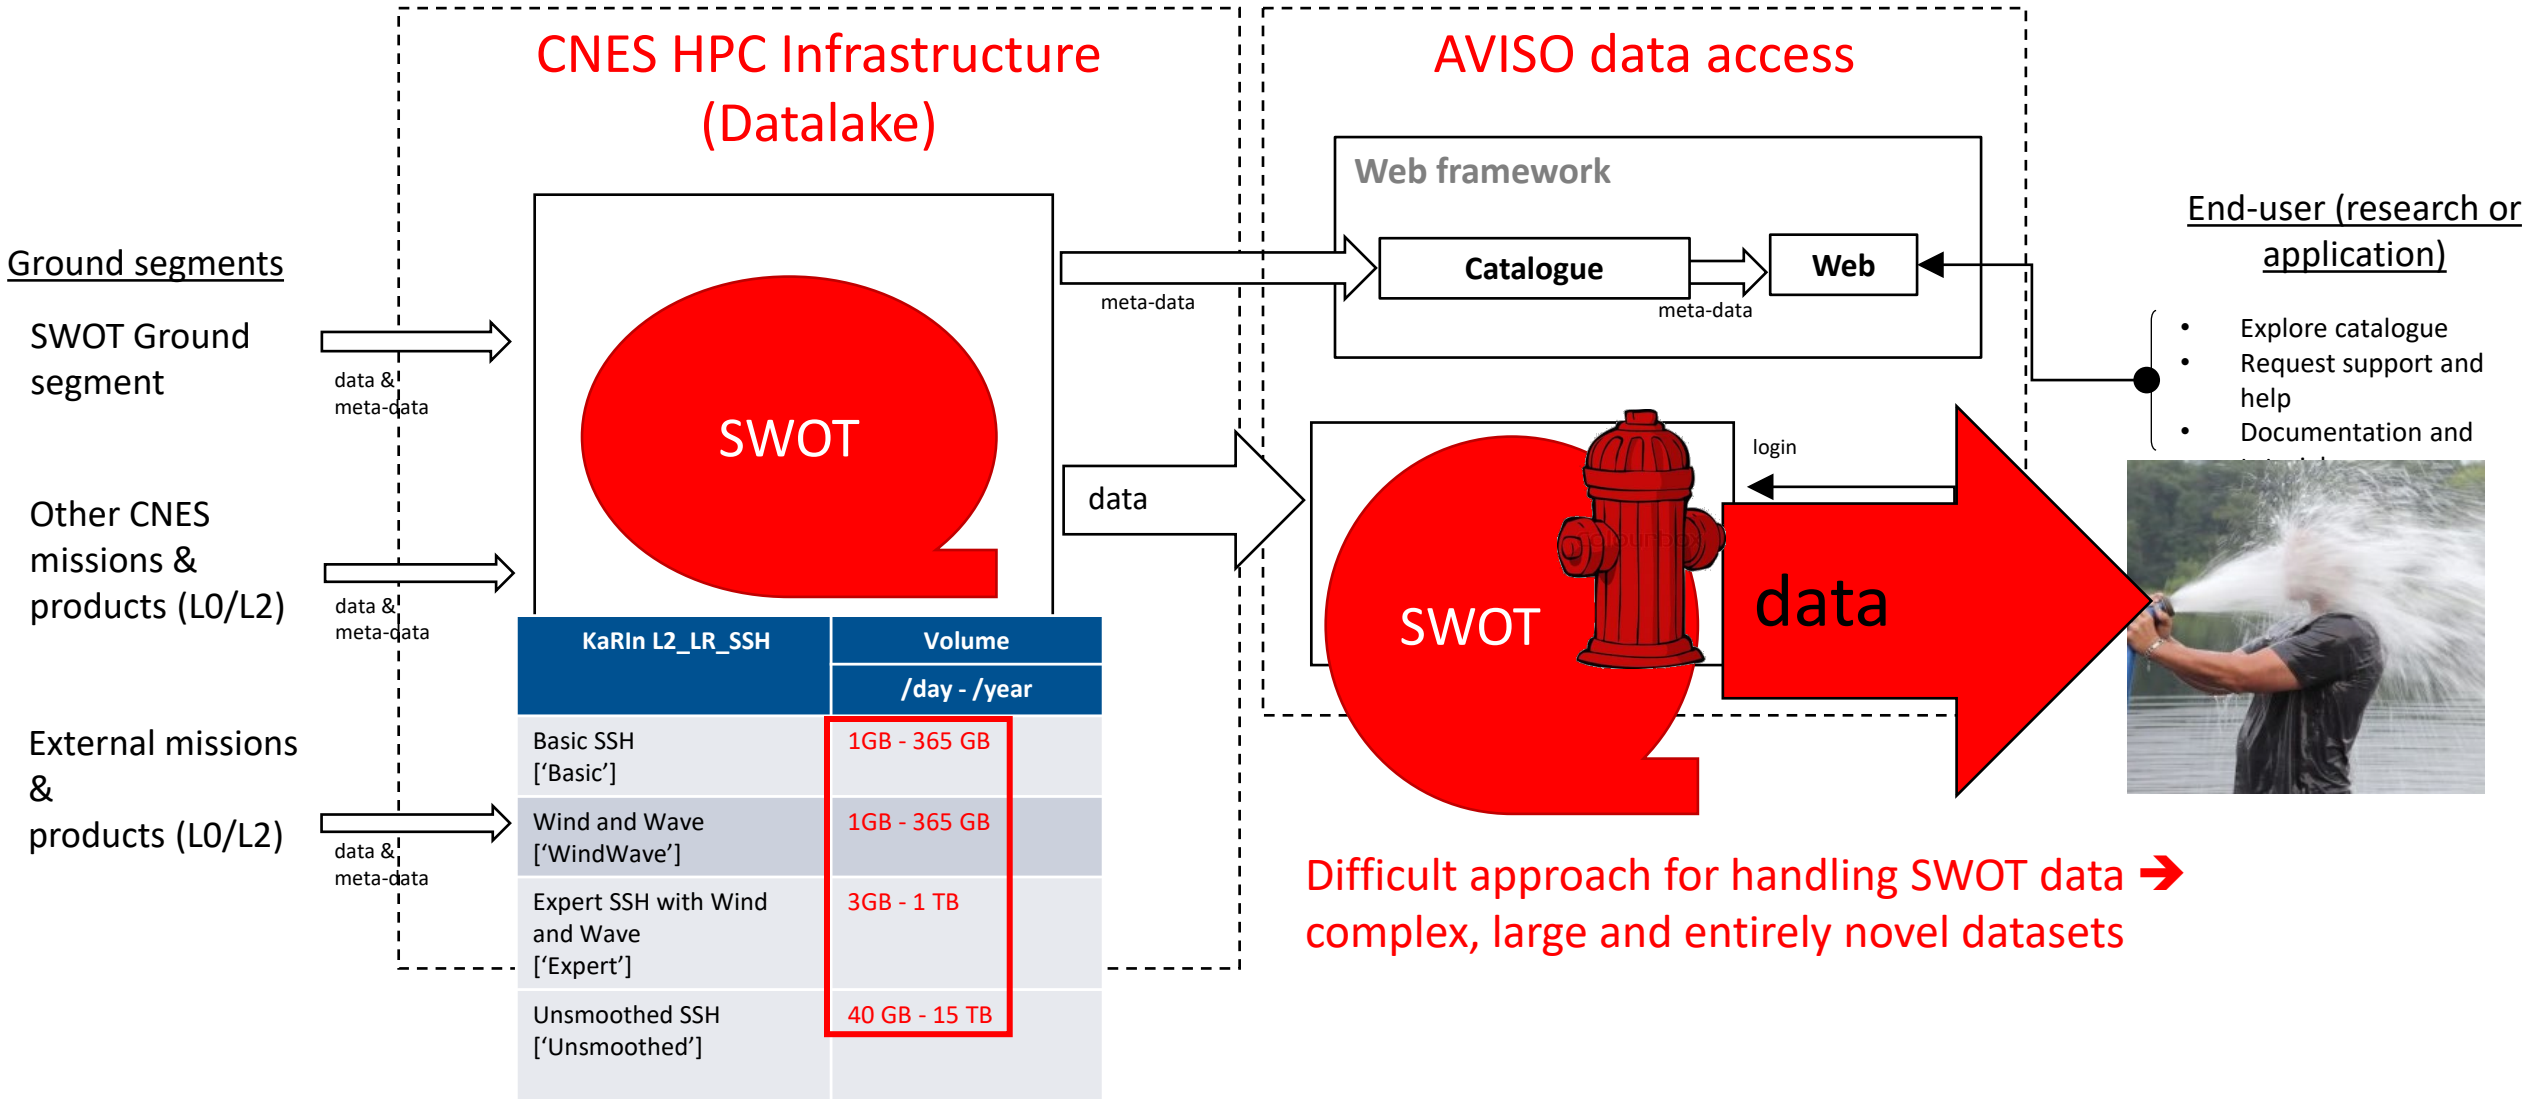 CNES HPC Infrastructure
(Datalake)
AVISO data access
Web framework
Catalogue
Web
meta-data
meta-data
End-user (research or
application)
• Explore catalogue
• Request support and
help
• Documentation and
Ground segments
SWOT Ground
segment
data &
meta-data
Other CNES
missions &
products (L0/L2)
data &
meta-data
External missions
&
products (L0/L2)
data &
meta-data
SWOT
data
login
SWOT
data
KaRIn L2_LR_SSH
Volume
/day - /year
Basic SSH
['Basic']
1GB - 365 GB
Wind and Wave
[‘WindWave’]
1GB - 365 GB
Expert SSH with Wind
and Wave
[‘Expert’]
3GB - 1 TB
Unsmoothed SSH
[‘Unsmoothed’]
40 GB - 15 TB
Difficult approach for handling SWOT data ➔
complex, large and entirely novel datasets